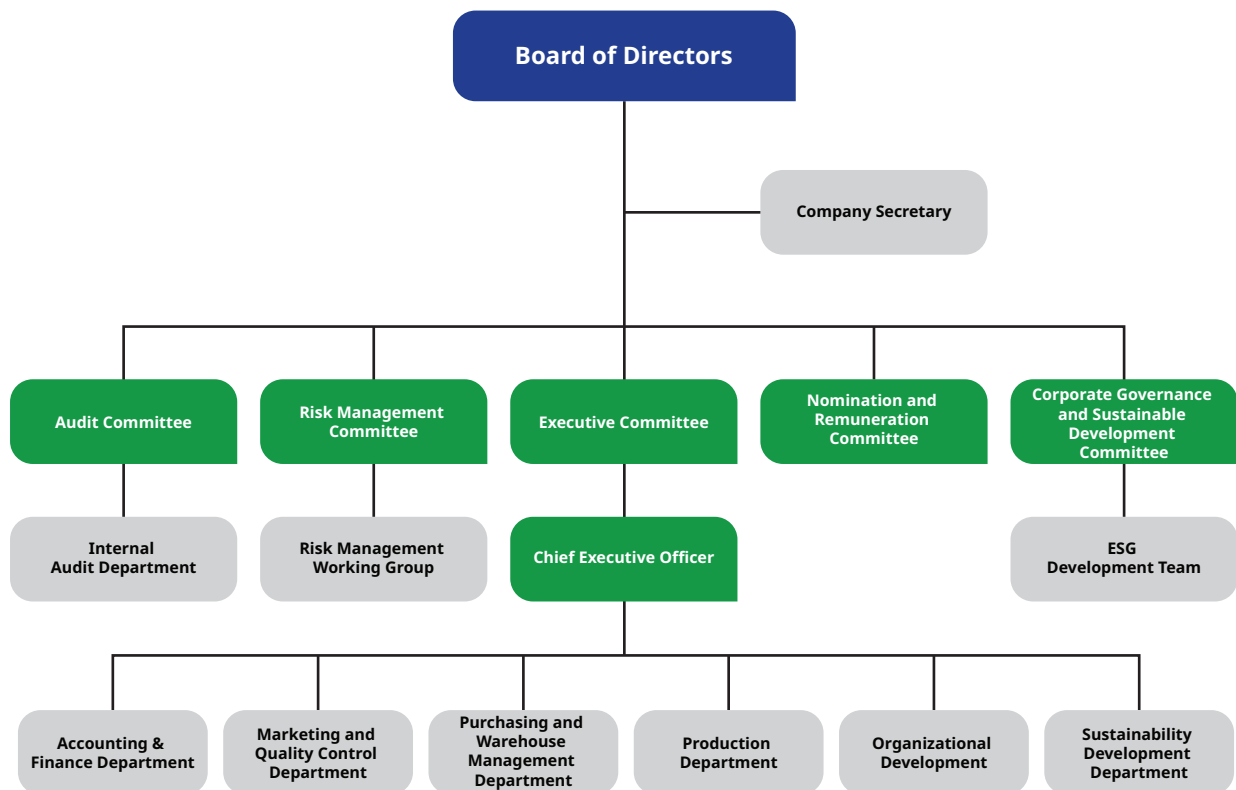 Board of Directors
Company Secretary
Audit Committee
Risk Management
Committee
Executive Committee
Nomination and
Remuneration
Committee
Corporate Governance
and Sustainable
Development
Committee
Internal
Audit Department
Risk Management
Working Group
Chief Executive Officer
ESG
Development Team
Accounting &
Finance Department
Marketing and
Quality Control
Department
Purchasing and
Warehouse
Management
Department
Production
Department
Organizational
Development
Sustainability
Development
Department